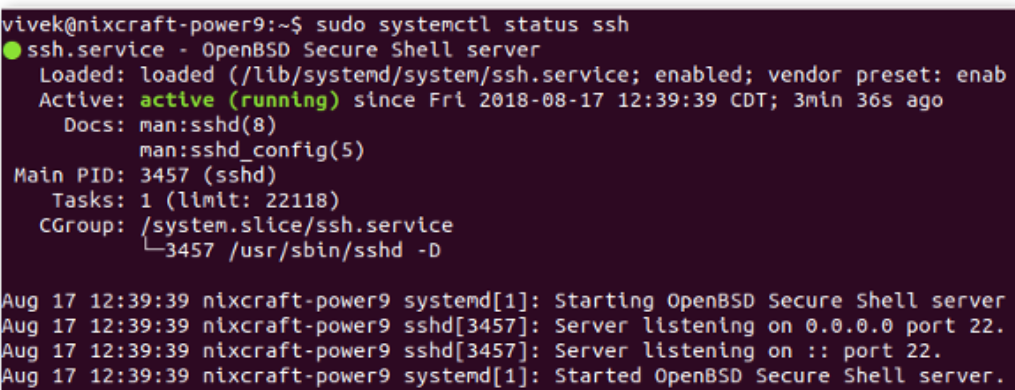 vivek@nixcraft-power9:~$ sudo systemctl status ssh
● ssh.service - OpenBSD Secure Shell server
   Loaded: loaded (/lib/systemd/system/ssh.service; enabled; vendor preset: enab
   Active: active (running) since Fri 2018-08-17 12:39:39 CDT; 3min 36s ago
     Docs: man:sshd(8)
           man:sshd_config(5)
 Main PID: 3457 (sshd)
    Tasks: 1 (limit: 22118)
   CGroup: /system.slice/ssh.service
           └─3457 /usr/sbin/sshd -D

Aug 17 12:39:39 nixcraft-power9 systemd[1]: Starting OpenBSD Secure Shell server
Aug 17 12:39:39 nixcraft-power9 sshd[3457]: Server listening on 0.0.0.0 port 22.
Aug 17 12:39:39 nixcraft-power9 sshd[3457]: Server listening on :: port 22.
Aug 17 12:39:39 nixcraft-power9 systemd[1]: Started OpenBSD Secure Shell server.